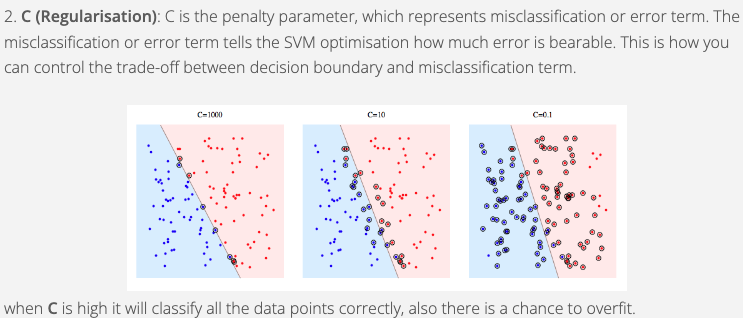 2. C (Regularisation): C is the penalty parameter, which represents misclassification or error term. The
misclassification or error term tells the SVM optimisation how much error is bearable. This is how you
can control the trade-off between decision boundary and misclassification term.
C=1000
C=10
C=0.1
when C is high it will classify all the data points correctly, also there is a chance to overfit.